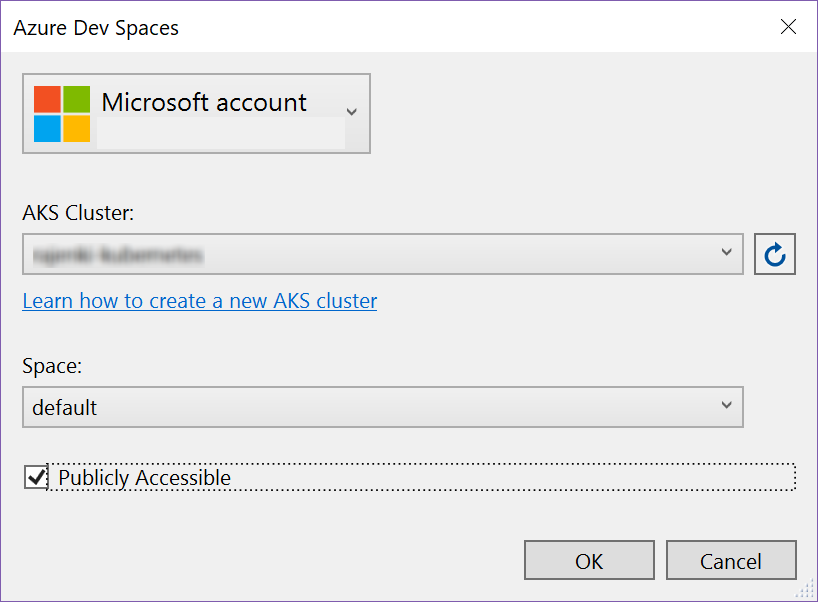 Azure Dev Spaces
Microsoft account
AKS Cluster:
Learn how to create a new AKS cluster
Space:
default
Publicly Accessible
OK
Cancel